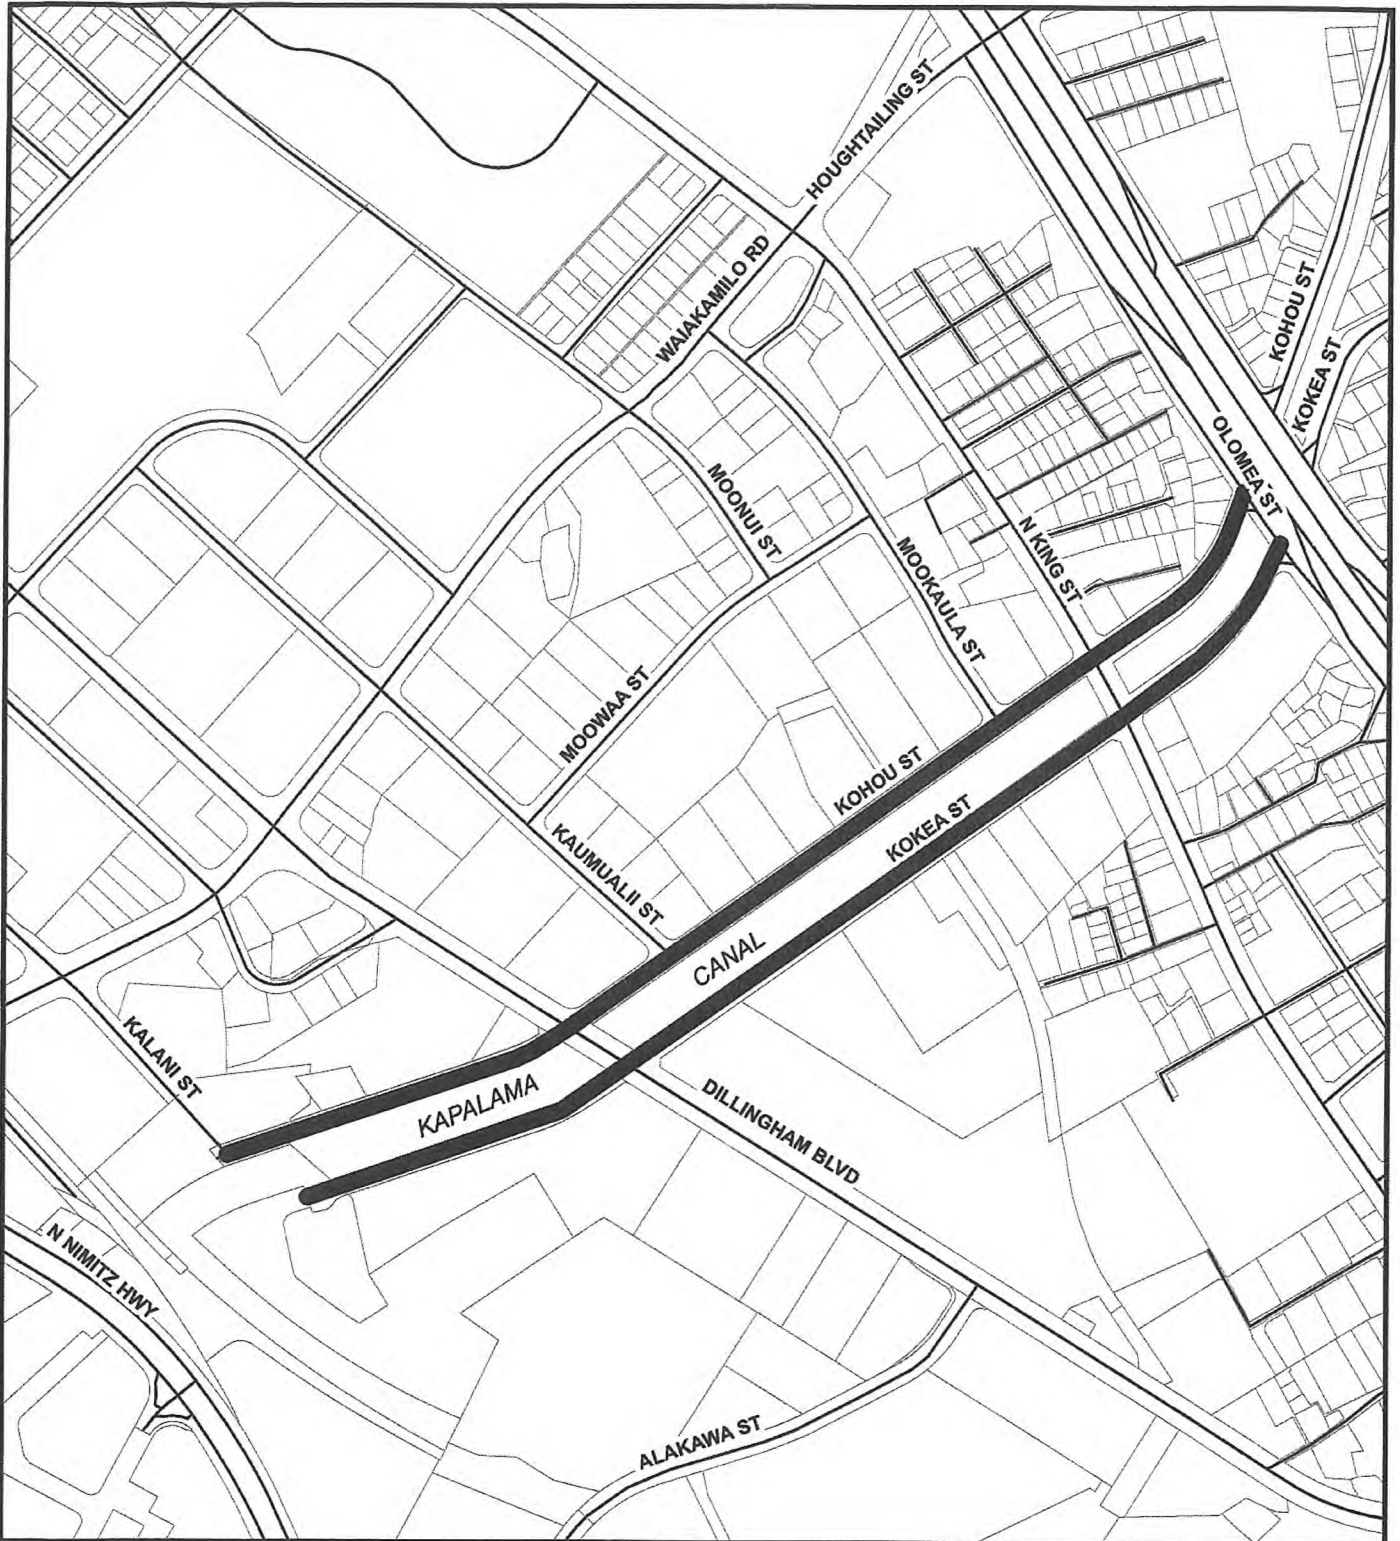 HOUGHTAILING ST
WAIAKAMILO RD
KOHOU ST
KOKEA ST
OLOMEA ST
MOONUI ST
N KING ST
MOOKAULA ST
MOOWAA ST
KOHOU ST
KOKEA ST
KAUMUALII ST
CANAL
KALANI ST
KAPALAMA
DILLINGHAM BLVD
N NIMITZ HWY
ALAKAWA ST